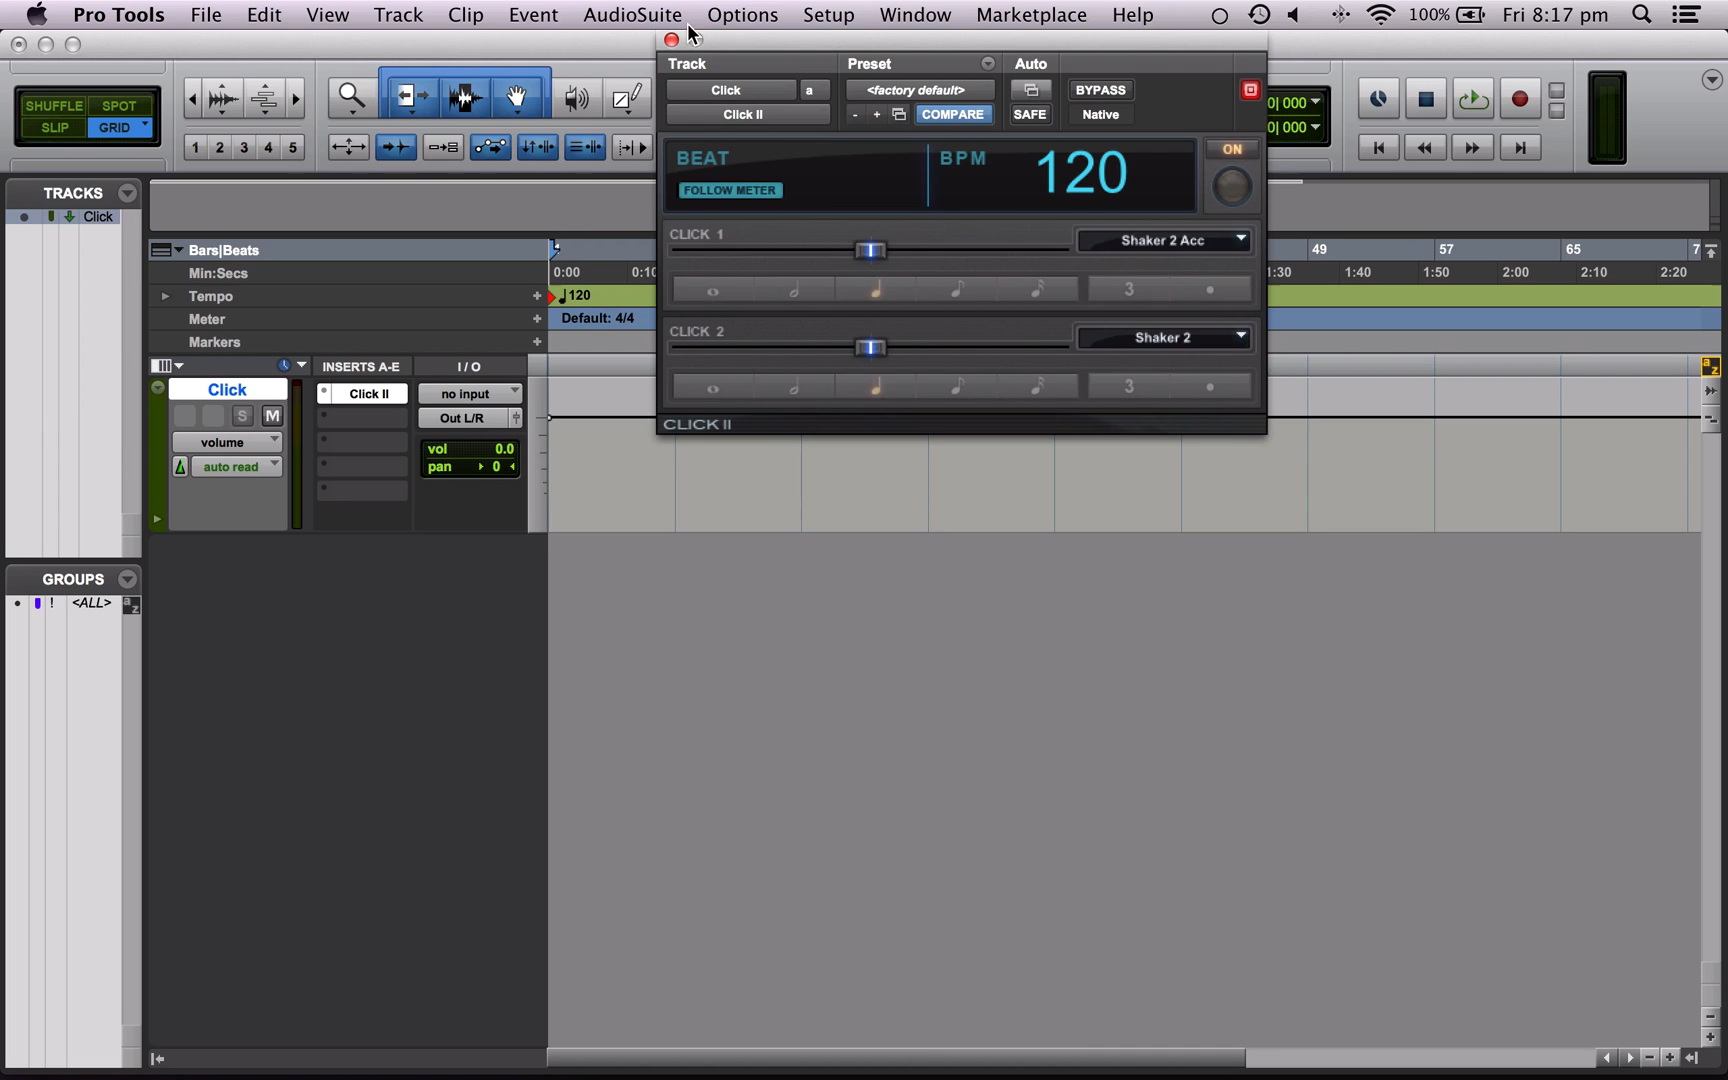 Pro Tools File Edit View Track Clip Event AudioSuite Options Setup Window Marketplace Help 100% Fri 8:17 pm
Track Preset Auto
Click a <factory default> BYPASS
Click II - + COMPARE SAFE Native
SHUFFLE SPOT
SLIP GRID
1 2 3 4 5
0| 000
0| 000
BEAT BPM 120 ON
FOLLOW METER
CLICK 1 Shaker 2 Acc
3
CLICK 2 Shaker 2
3
CLICK II
TRACKS
Click
Bars|Beats 49 57 65 7
Min:Secs 0:00 0:10 1:30 1:40 1:50 2:00 2:10 2:20
Tempo + 120
Meter + Default: 4/4
Markers +
INSERTS A-E I / O
Click Click II no input
S M Out L/R
volume vol 0.0
auto read pan 0
GROUPS
! <ALL> a z
a z